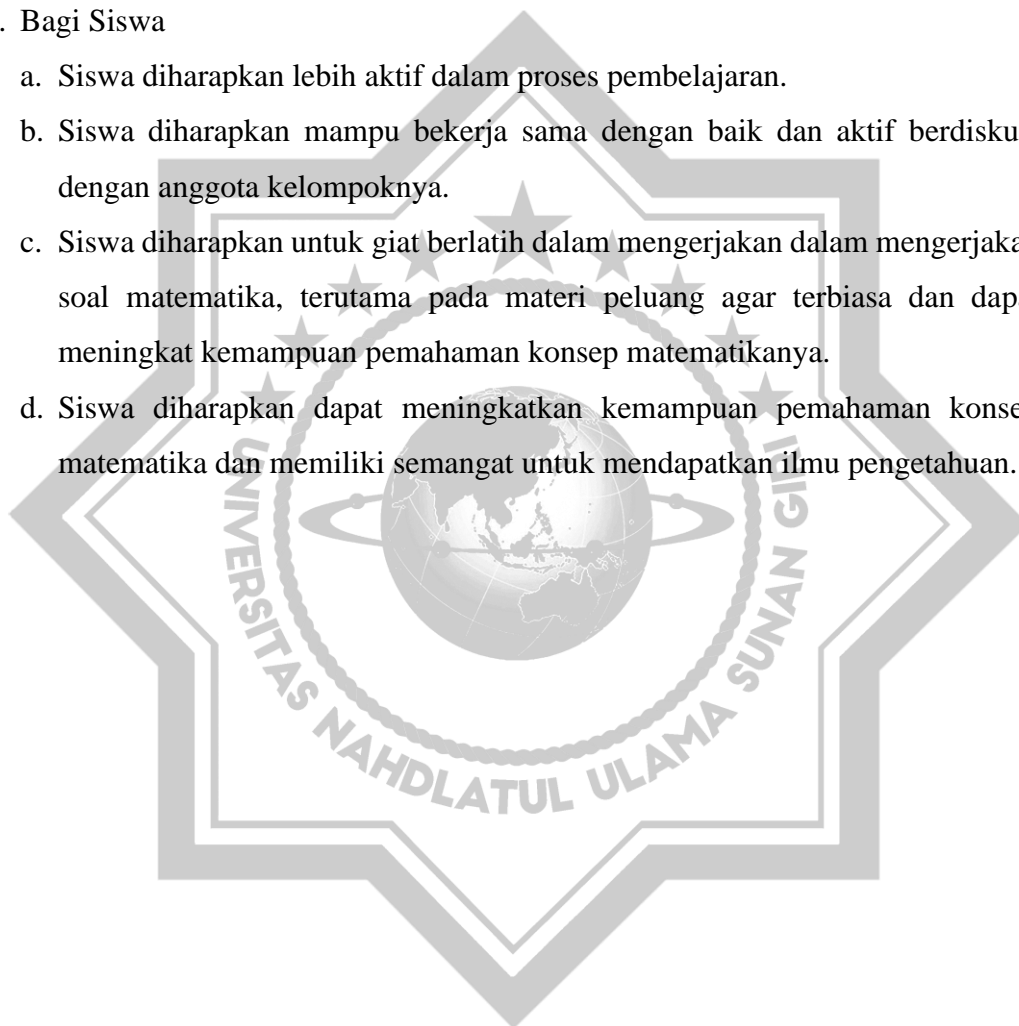 . Bagi Siswa
a. Siswa diharapkan lebih aktif dalam proses pembelajaran.
b. Siswa diharapkan mampu bekerja sama dengan baik dan aktif berdisku
dengan anggota kelompoknya.
c. Siswa diharapkan untuk giat berlatih dalam mengerjakan dalam mengerjaka
soal matematika, terutama pada materi peluang agar terbiasa dan dap
meningkat kemampuan pemahaman konsep matematikanya.
d. Siswa diharapkan dapat meningkatkan kemampuan pemahaman konse
matematika dan memiliki semangat untuk mendapatkan ilmu pengetahuan.
UNIVERSITAS NAHDLATUL ULAMA SUNAN GIRI